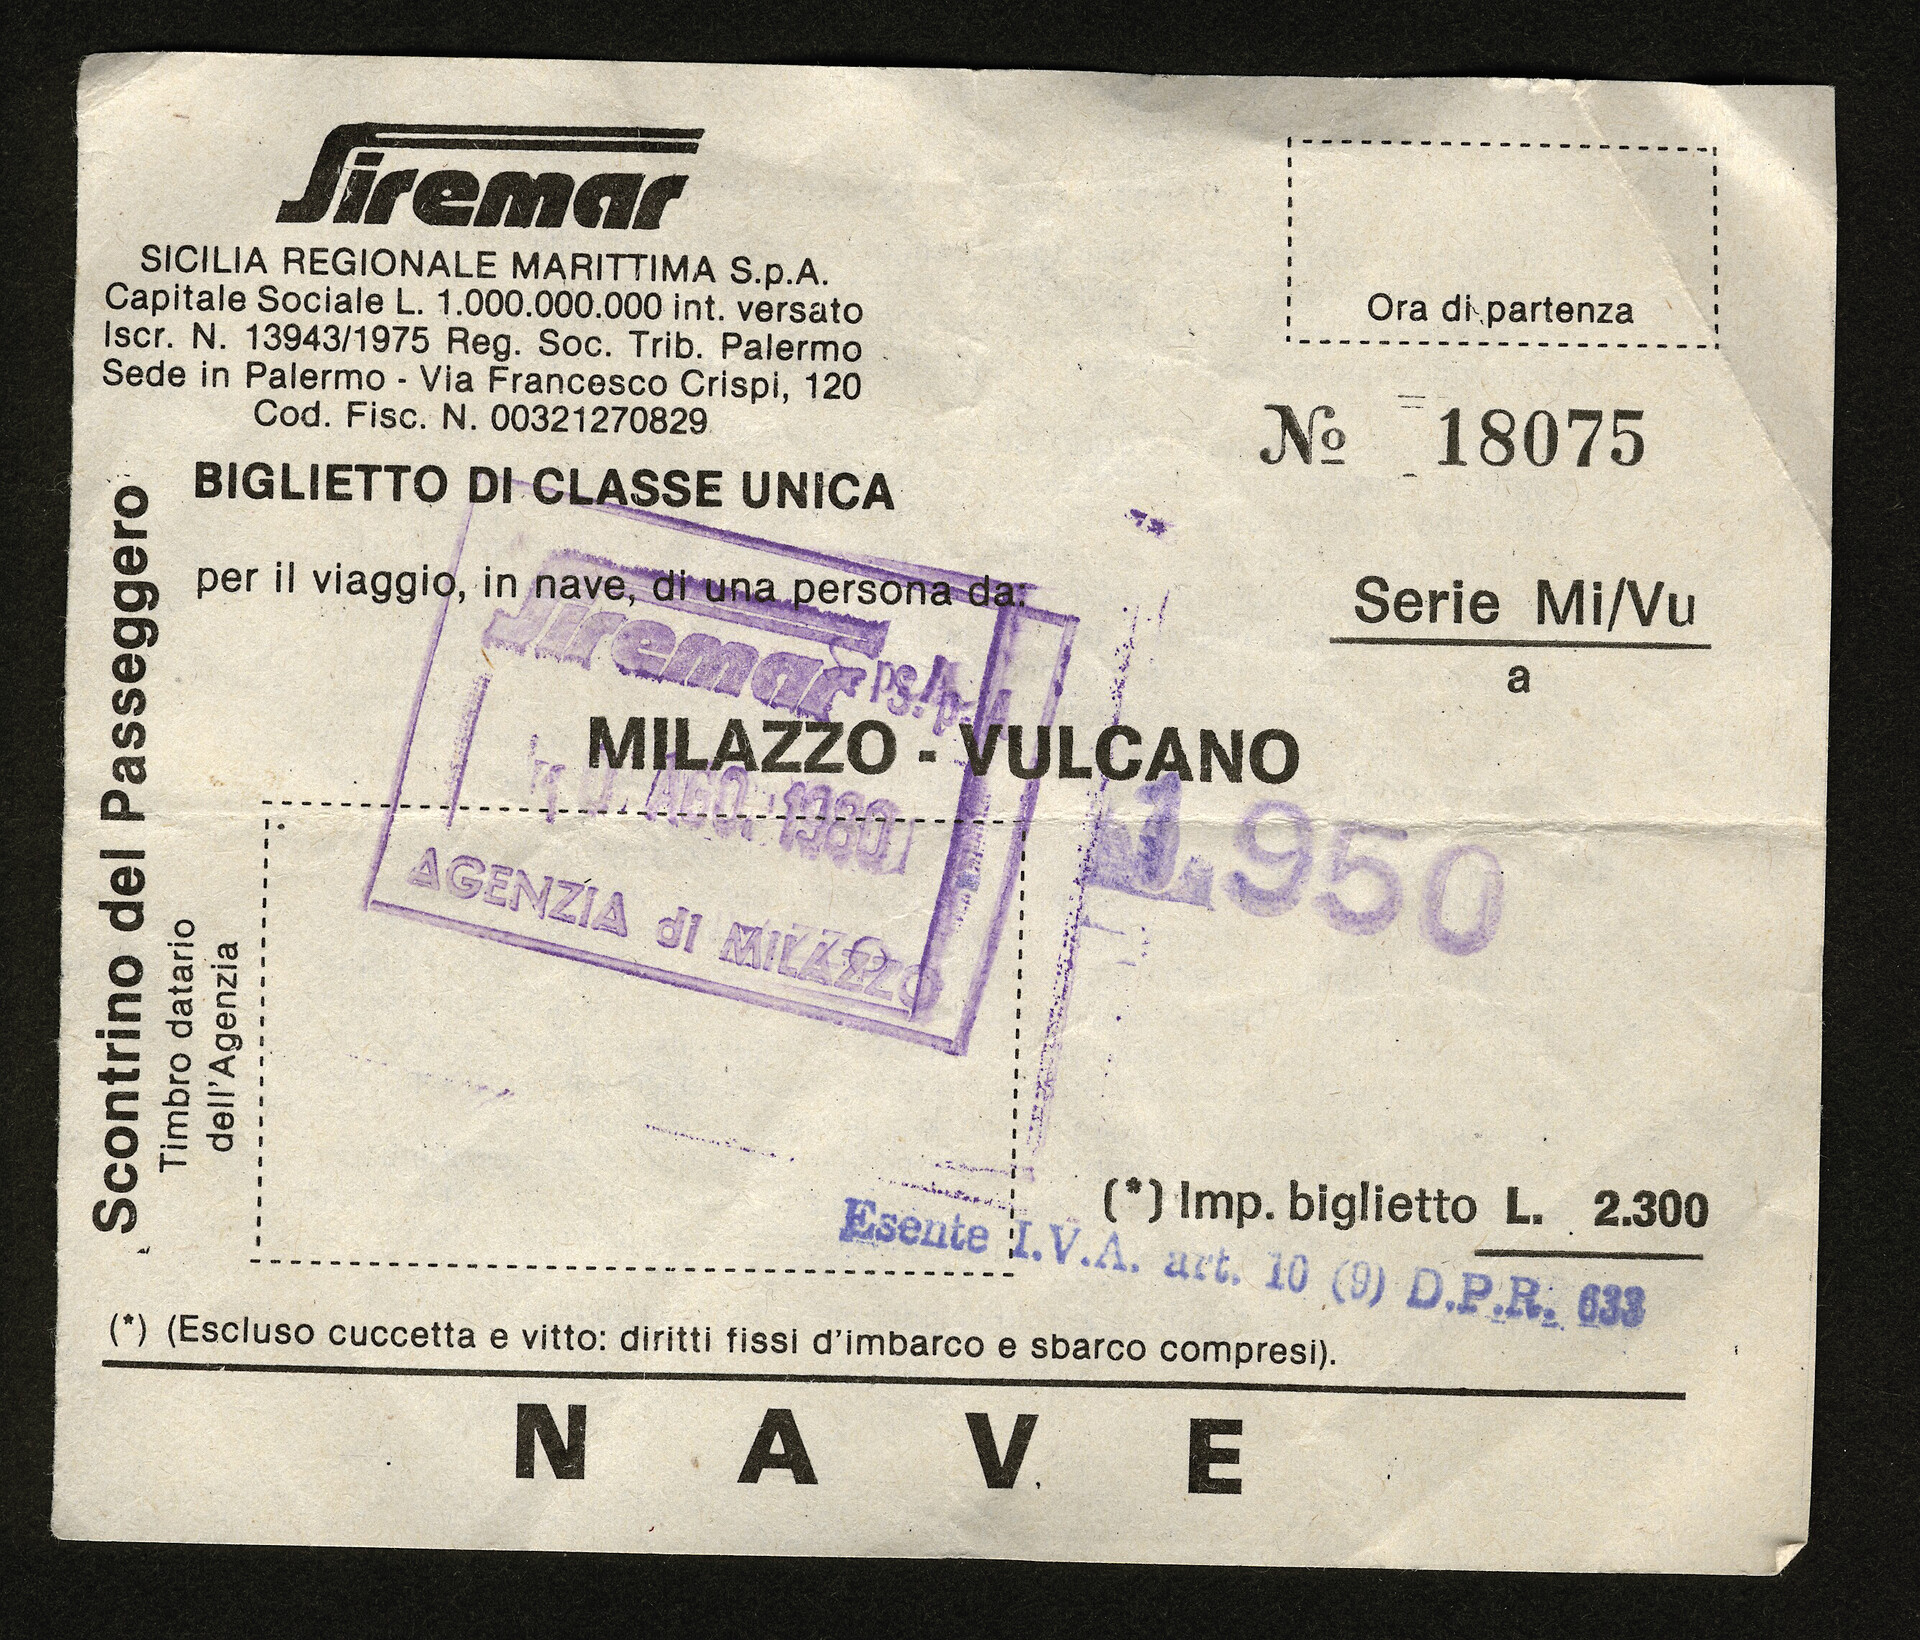 Siremar
SICILIA REGIONALE MARITTIMA S.p.A.
Capitale Sociale L. 1.000.000.000 int. versato
Iscr. N. 13943/1975 Reg. Soc. Trib. Palermo
Sede in Palermo - Via Francesco Crispi, 120
Cod. Fisc. N. 00321270829
Ora di partenza
No 18075
BIGLIETTO DI CLASSE UNICA
per il viaggio, in nave, di una persona da:
Serie Mi/Vu
a
Siremar S.p.A
MILAZZO - VULCANO
AGO. 1980
1.950
AGENZIA di MILAZZO
Scontrino del Passeggero
Timbro datario
dell'Agenzia
(*) Imp. biglietto L. 2.300
Esente I.V.A. art. 10 (9) D.P.R. 633
(*) (Escluso cuccetta e vitto: diritti fissi d'imbarco e sbarco compresi).
NAVE